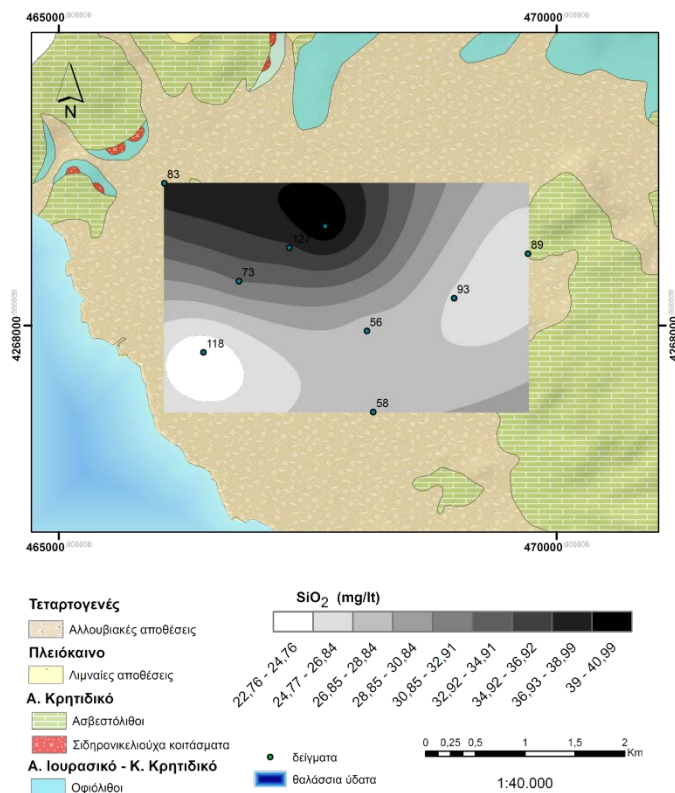 465000
470000
N
83
127
89
73
93
56
118
58
4268000
4268000
465000
470000
SiO2 (mg/lt)
22,76 - 24,76
24,77 - 26,84
26,85 - 28,84
28,85 - 30,84
30,85 - 32,91
32,92 - 34,91
34,92 - 36,92
36,93 - 38,99
39 - 40,99
Τεταρτογενές
Αλλουβιακές αποθέσεις
Πλειόκαινο
Λιμναίες αποθέσεις
Α. Κρητιδικό
Ασβεστόλιθοι
Σιδηρονικελιούχα κοιτάσματα
Α. Ιουρασικό - Κ. Κρητιδικό
Οφιόλιθοι
δείγματα
θαλάσσια ύδατα
0 0,25 0,5 1 1,5 2
Km
1:40.000